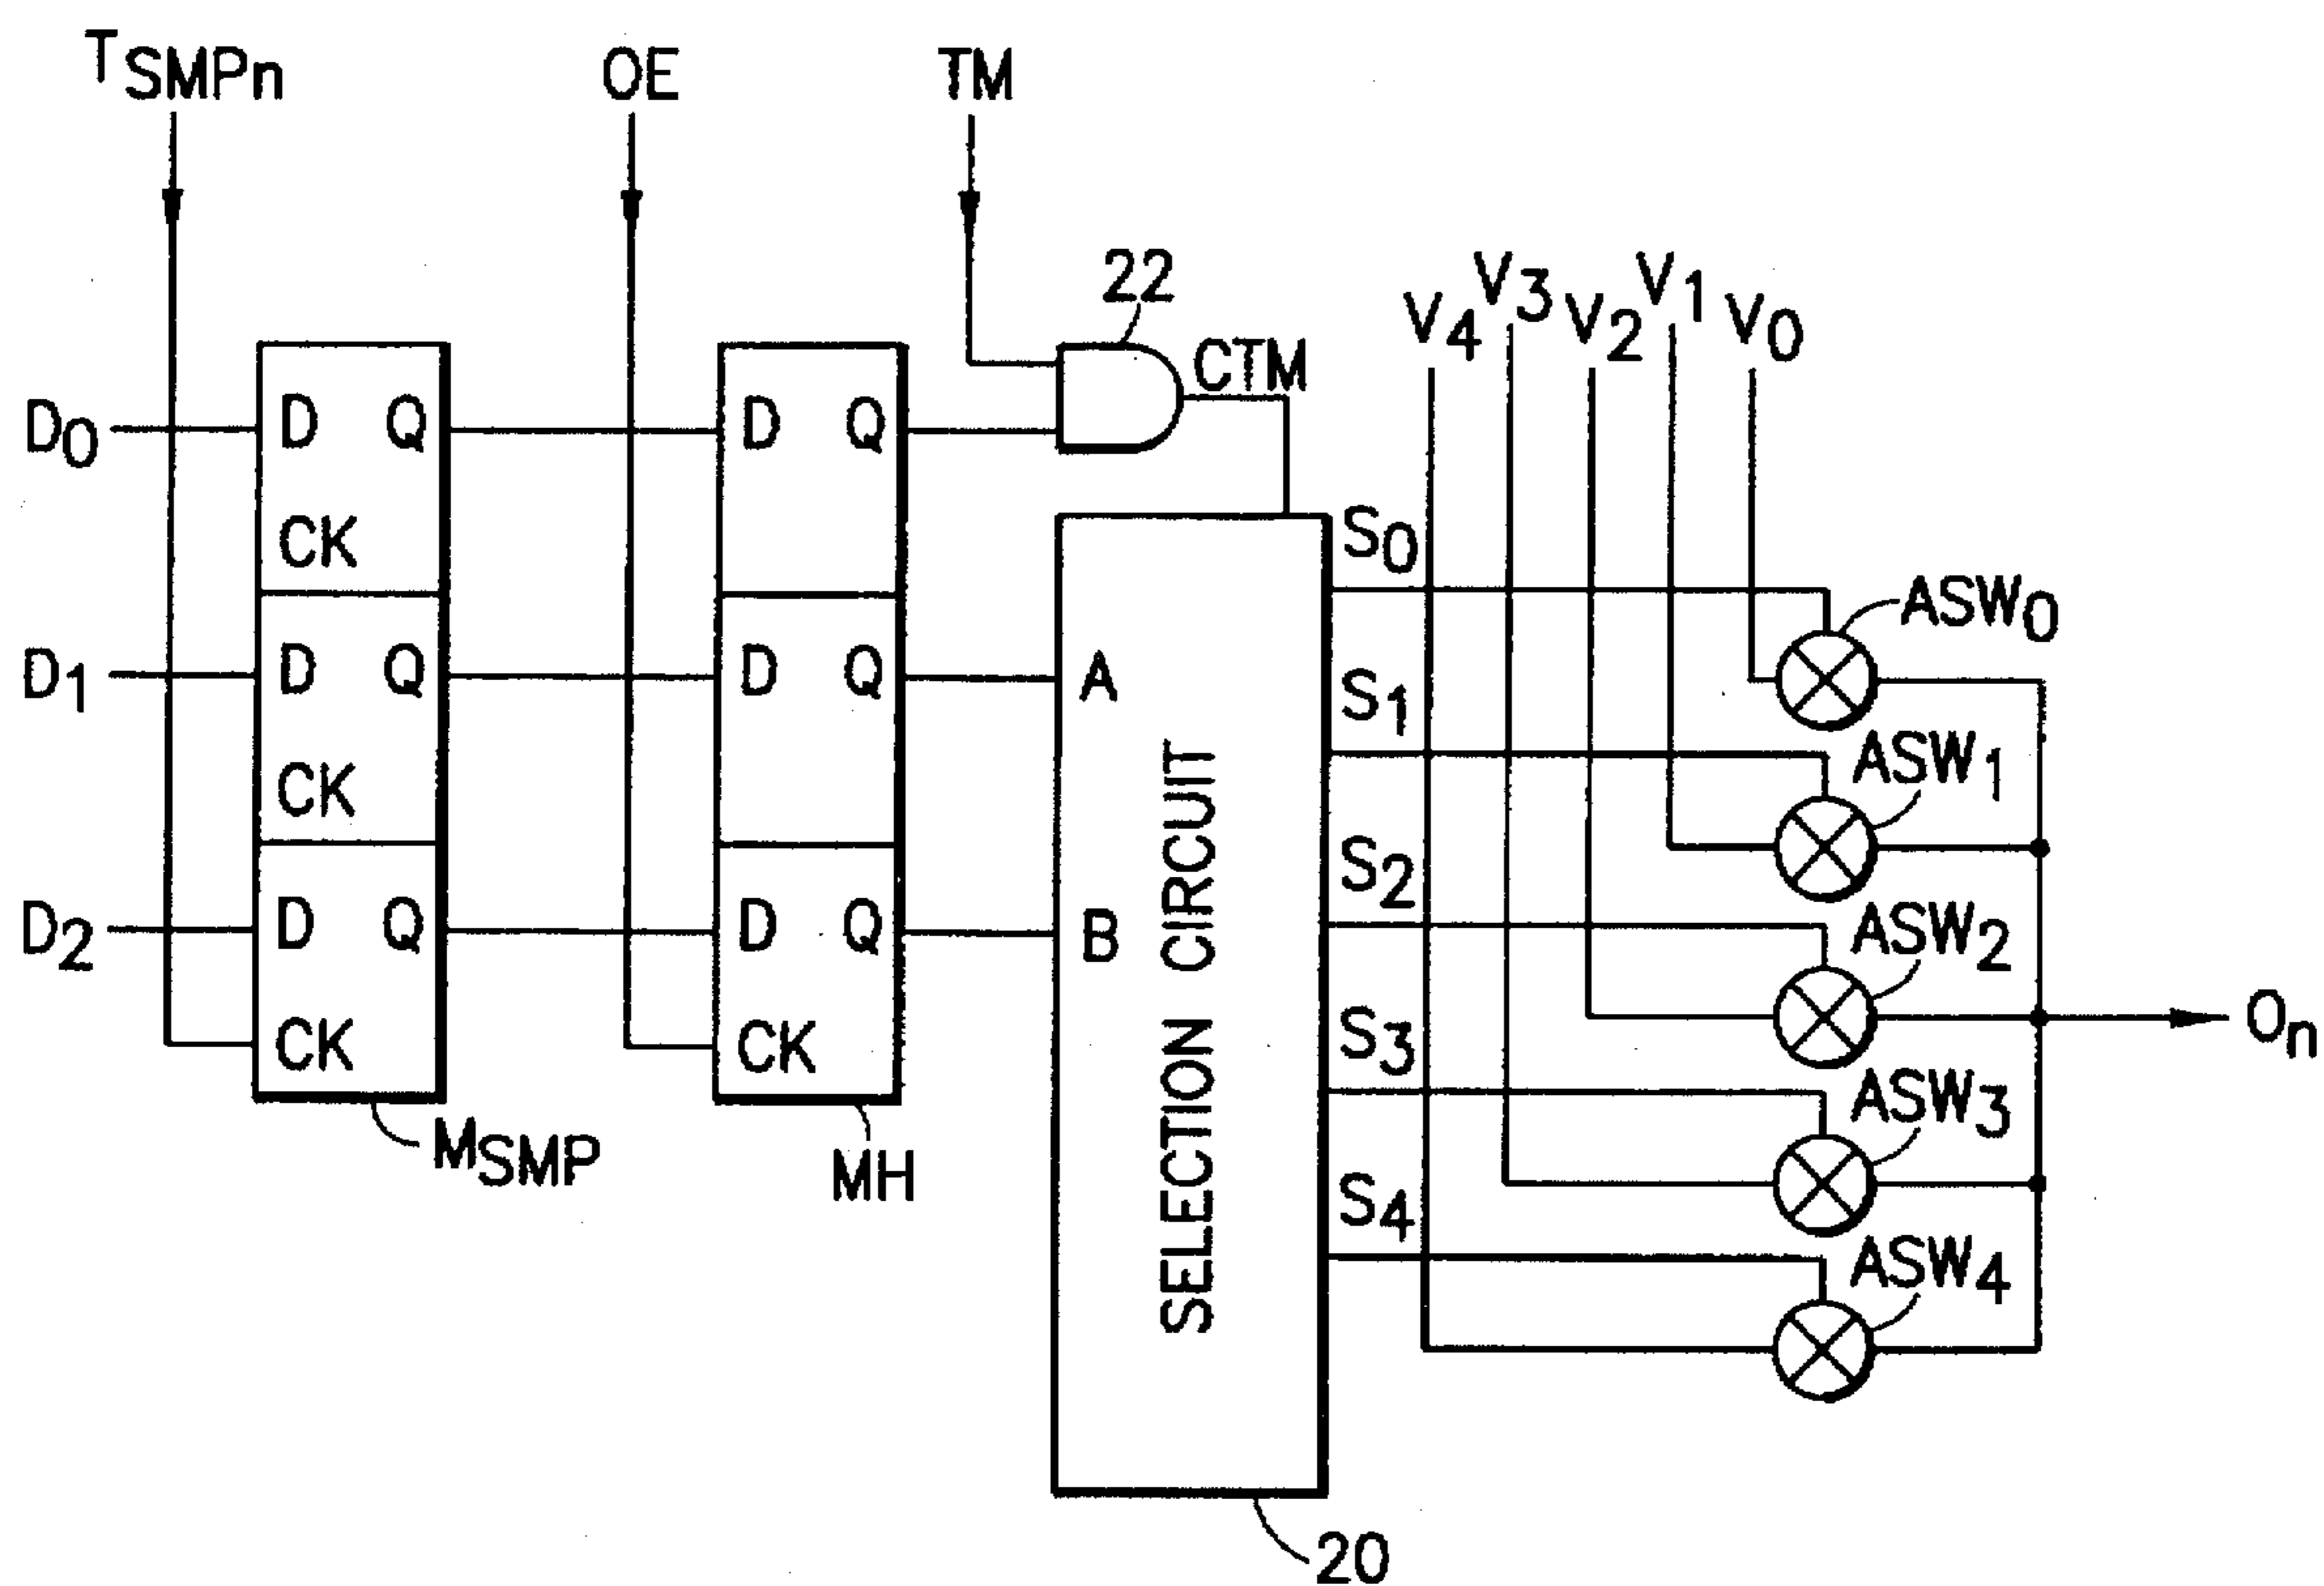 TSMPn
OE
TM
22
CTM
V4
V3
V2
V1
V0
D0
D
Q
CK
D
Q
S0
ASW0
D1
D
Q
CK
D
Q
A
S1
ASW1
S2
D2
D
Q
CK
D
Q
CK
B
SELECTION CIRCUIT
ASW2
On
S3
ASW3
MSMP
MH
S4
ASW4
20